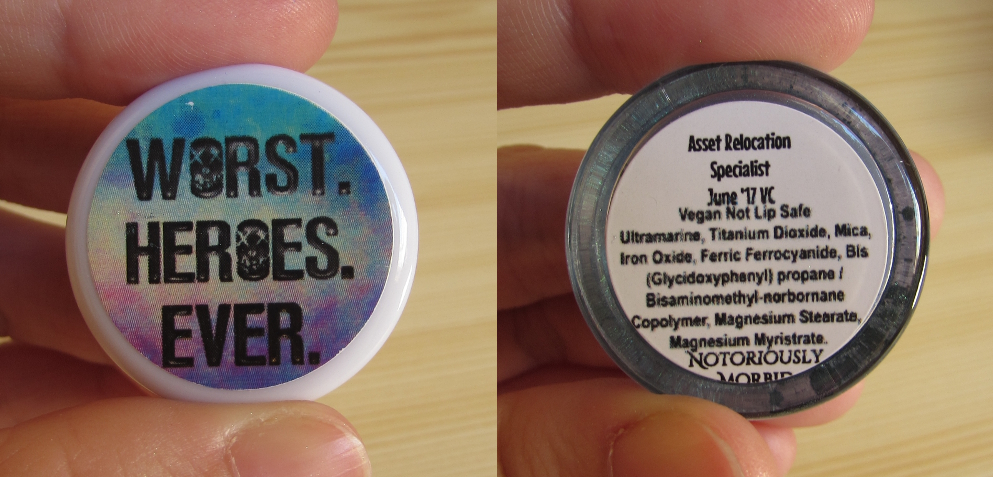 WORST.
HEROES.
EVER.
Asset Relocation
Specialist
June '17 VC
Vegan Not Lip Safe
Ultramarine, Titanium Dioxide, Mica,
Iron Oxide, Ferric Ferrocyanide, Bis
(Glycidoxyphenyl) propane /
Bisaminomethyl-norbornane
Copolymer, Magnesium Stearate,
Magnesium Myristrate.
NOTORIOUSLY
MORBID